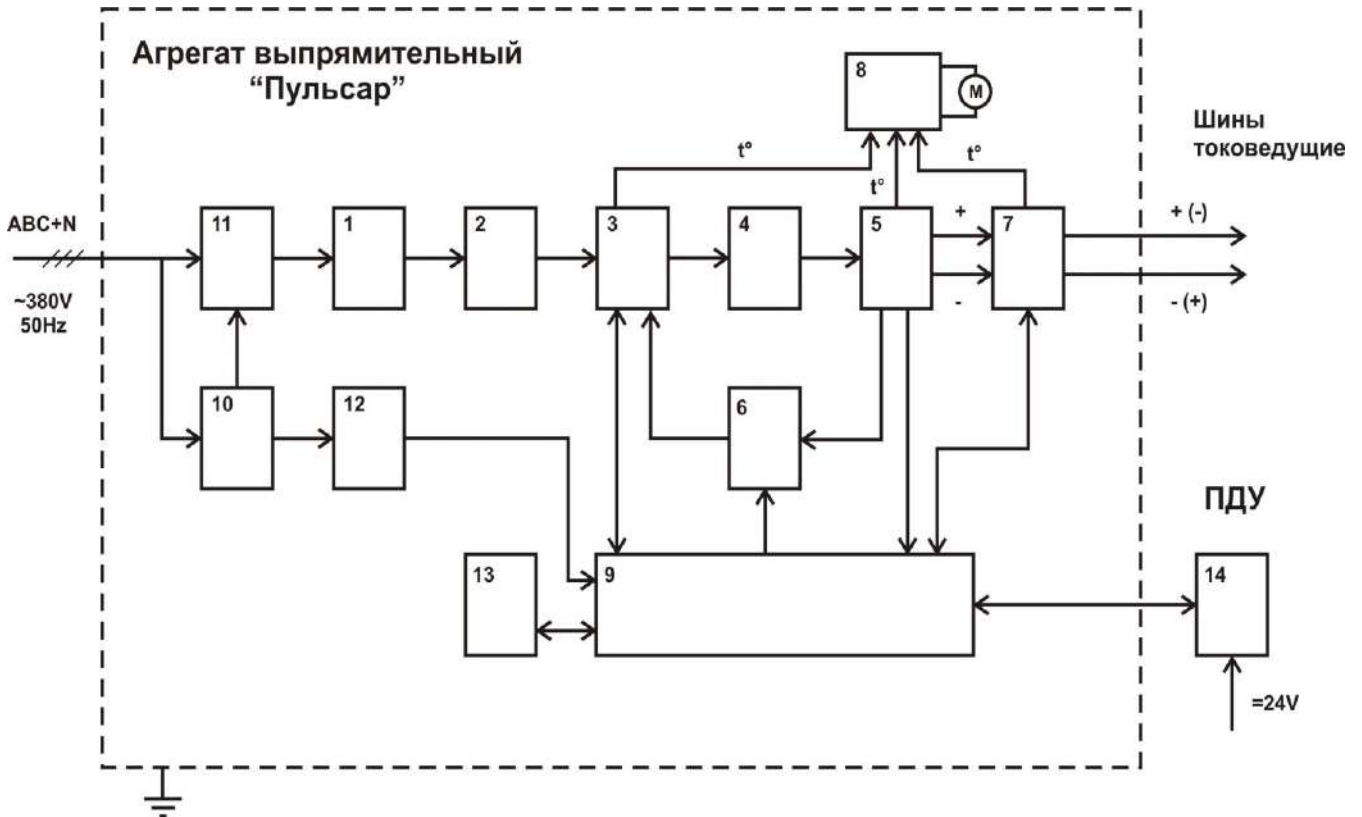 Агрегат выпрямительный
“Пульсар”
8
M
Шины
токоведущие
t°
t°
t°
ABC+N
11
1
2
3
4
5
+
7
+ (-)
~380V
50Hz
-
- (+)
10
12
6
ПДУ
13
9
14
=24V